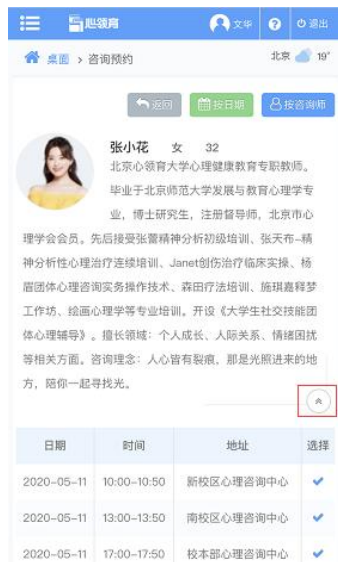 心领育
文华
?
退出
桌面 > 咨询预约
北京
19°
返回
按日期
按咨询师
张小花 女 32
北京心领育大学心理健康教育专职教师。
毕业于北京师范大学发展与教育心理学专
业，博士研究生，注册督导师，北京市心
理学会会员。先后接受张蕾精神分析初级培训、张天布-精
神分析性心理治疗连续培训、Janet创伤治疗临床实操、杨
眉团体心理咨询实务操作技术、森田疗法培训、施琪嘉释梦
工作坊、绘画心理学等专业培训。开设《大学生社交技能团
体心理辅导》。擅长领域：个人成长、人际关系、情绪困扰
等相关方面。咨询理念：人心皆有裂痕，那是光照进来的地
方，陪你一起寻找光。
日期 时间 地址 选择
2020-05-11 10:00-10:50 新校区心理咨询中心
2020-05-11 13:00-13:50 南校区心理咨询中心
2020-05-11 17:00-17:50 校本部心理咨询中心